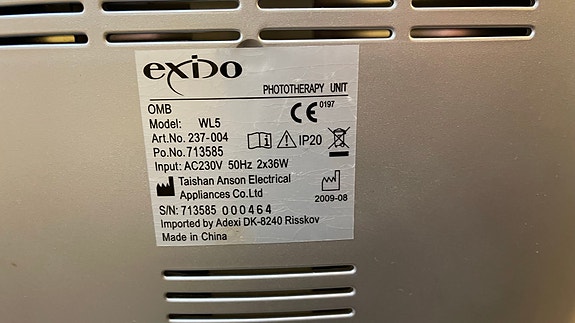 exido
PHOTOTHERAPY UNIT
OMB
CE 0197
Model: WL5
Art.No. 237-004
IP20
Po.No. 713585
Input: AC230V 50Hz 2x36W
Taishan Anson Electrical
Appliances Co.Ltd
2009-08
S/N: 713585 000464
Imported by Adexi DK-8240 Risskov
Made in China